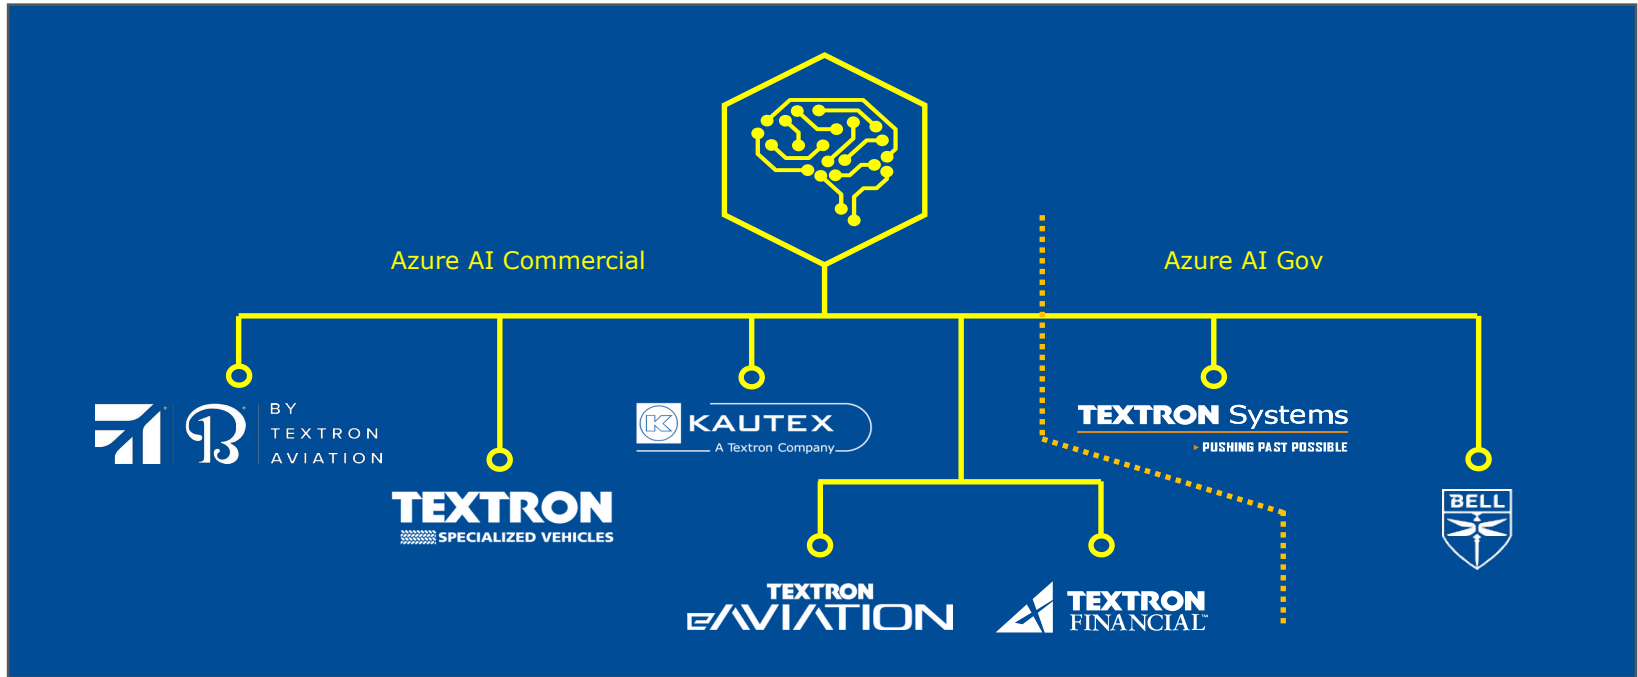 Azure AI Commercial
Azure AI Gov
BY
TEXTRON
AVIATION
K KAUTEX
A Textron Company
TEXTRON Systems
PUSHING PAST POSSIBLE
TEXTRON
SPECIALIZED VEHICLES
BELL
TEXTRON
eAVIATION
TEXTRON
FINANCIAL™